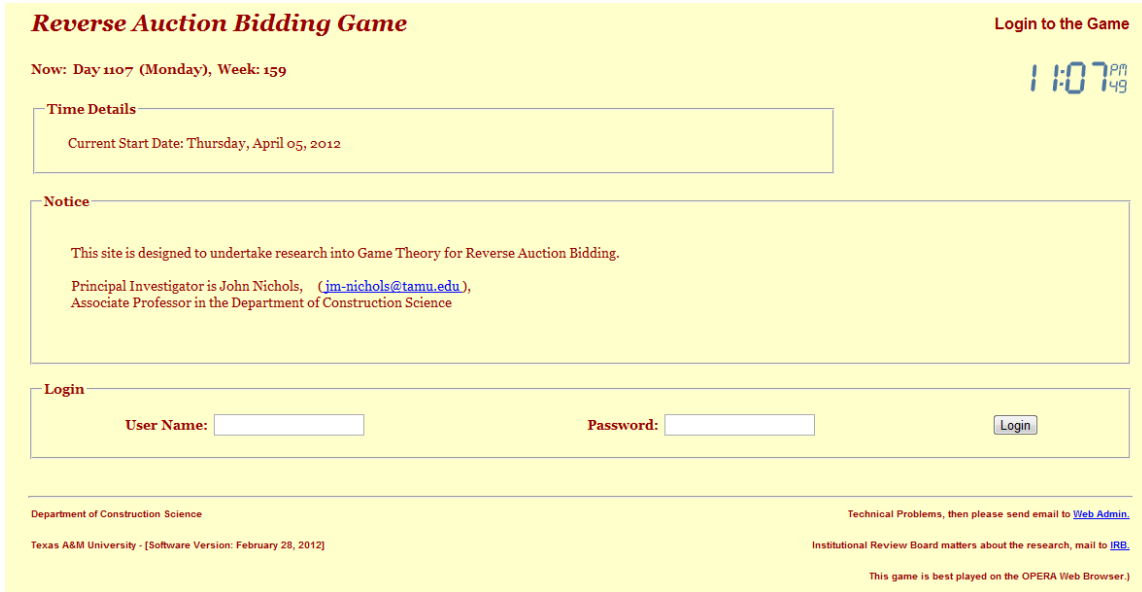 Reverse Auction Bidding Game
Login to the Game
Now: Day 1107 (Monday), Week: 159
11:07 PM 49
Time Details
Current Start Date: Thursday, April 05, 2012
Notice
This site is designed to undertake research into Game Theory for Reverse Auction Bidding.
Principal Investigator is John Nichols, ( jm-nichols@tamu.edu ),
Associate Professor in the Department of Construction Science
Login
User Name: Password: Login
Department of Construction Science
Technical Problems, then please send email to Web Admin.
Texas A&M University - [Software Version: February 28, 2012]
Institutional Review Board matters about the research, mail to IRB.
This game is best played on the OPERA Web Browser.)